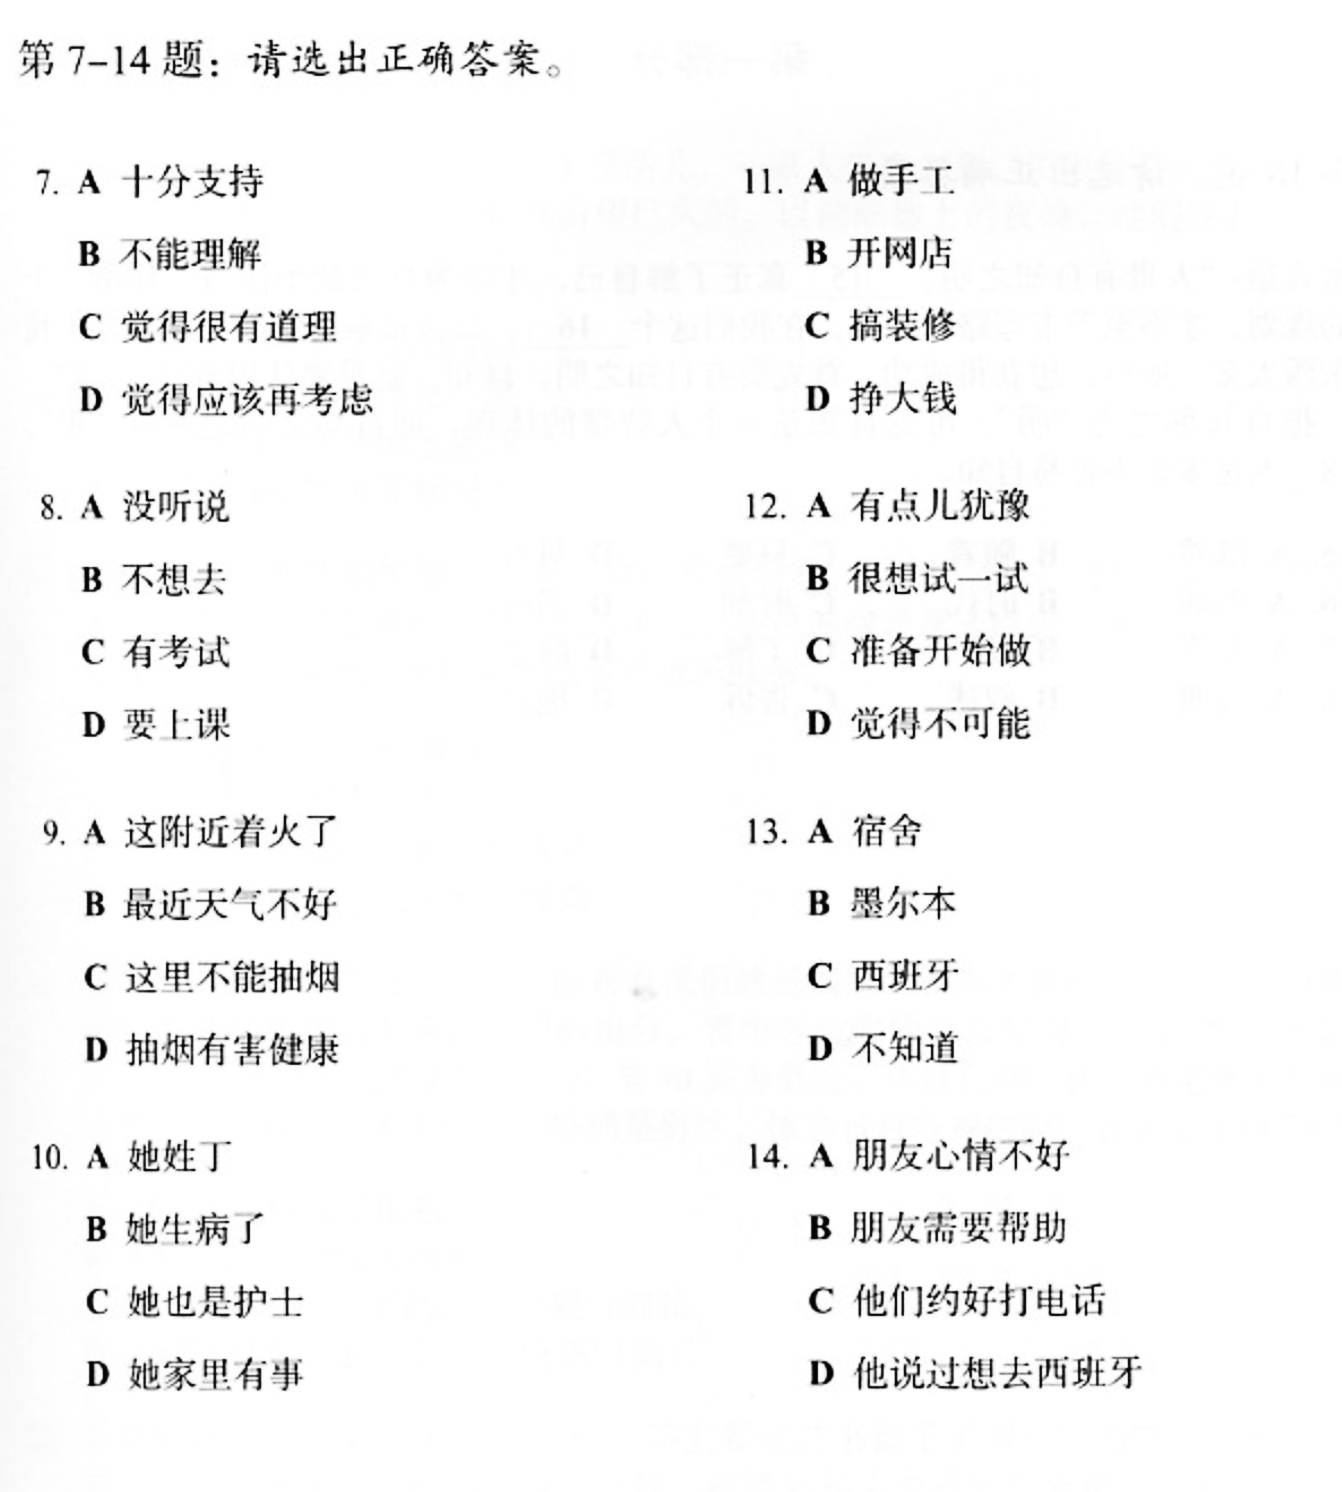 第 7–14 题：请选出正确答案。
7. A 十分支持
B 不能理解
C 觉得很有道理
D 觉得应该再考虑
8. A 没听说
B 不想去
C 有考试
D 要上课
9. A 这附近着火了
B 最近天气不好
C 这里不能抽烟
D 抽烟有害健康
10. A 她姓丁
B 她生病了
C 她也是护士
D 她家里有事
11. A 做手工
B 开网店
C 搞装修
D 挣大钱
12. A 有点儿犹豫
B 很想试一试
C 准备开始做
D 觉得不可能
13. A 宿舍
B 墨尔本
C 西班牙
D 不知道
14. A 朋友心情不好
B 朋友需要帮助
C 他们约好打电话
D 他说过想去西班牙